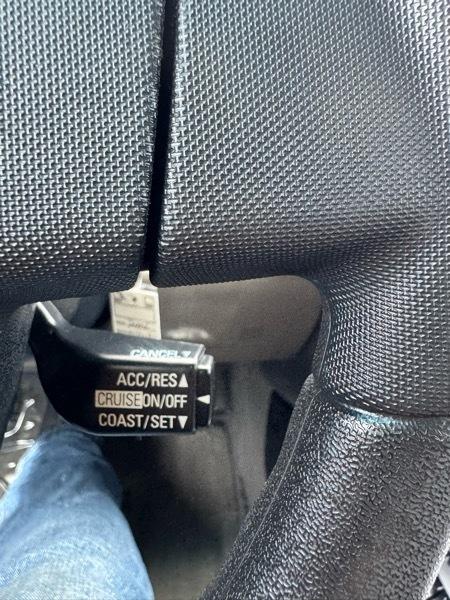 CANCEL▼
ACC/RES▲
CRUISE ON/OFF ◄
COAST/SET▼